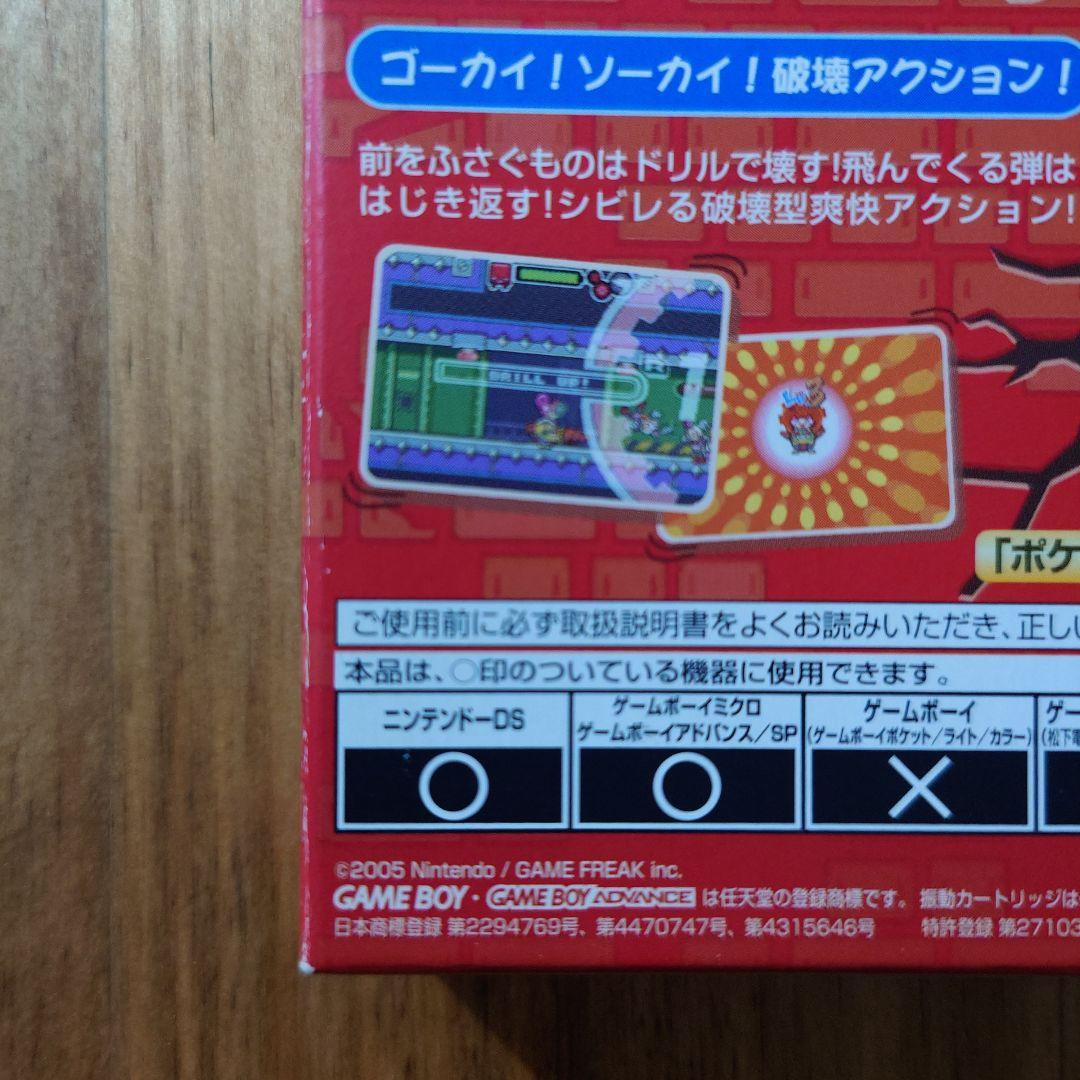 ゴーカイ！ソーカイ！破壊アクション！
前をふさぐものはドリルで壊す!飛んでくる弾は
はじき返す!シビレる破壊型爽快アクション!
DRILL UP!
「ポケ
ご使用前に必ず取扱説明書をよくお読みいただき、正し
本品は、○印のついている機器に使用できます。
ニンテンドーDS
ゲームボーイミクロ
ゲームボーイアドバンス／SP
ゲームボーイ
(ゲームボーイポケット／ライト／カラー)
ゲー
(松下電
○ ○ ×
©2005 Nintendo / GAME FREAK inc.
GAME BOY・GAME BOY ADVANCE は任天堂の登録商標です。 振動カートリッジは
日本商標登録 第2294769号、第4470747号、第4315646号 特許登録 第27103